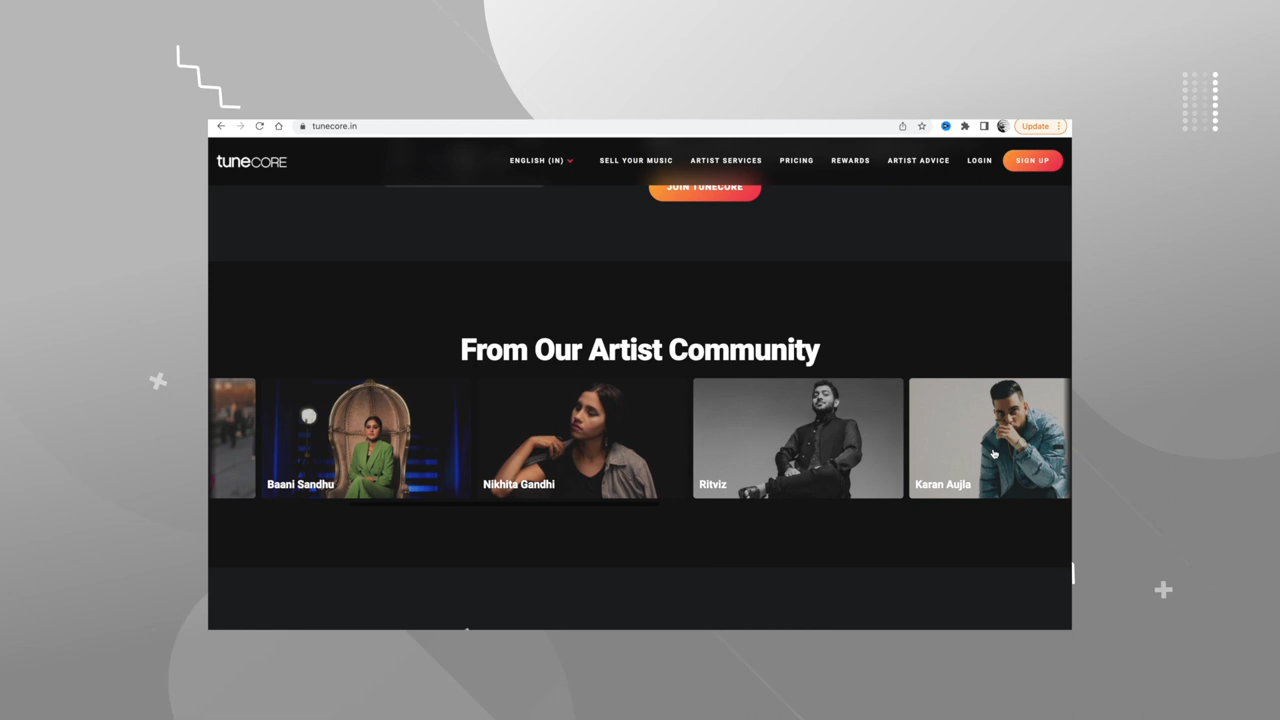 tunecore.in
Update
tuneCORE
ENGLISH (IN)
SELL YOUR MUSIC
ARTIST SERVICES
PRICING
REWARDS
ARTIST ADVICE
LOGIN
SIGN UP
JOIN TUNECORE
From Our Artist Community
Baani Sandhu
Nikhita Gandhi
Ritviz
Karan Aujla